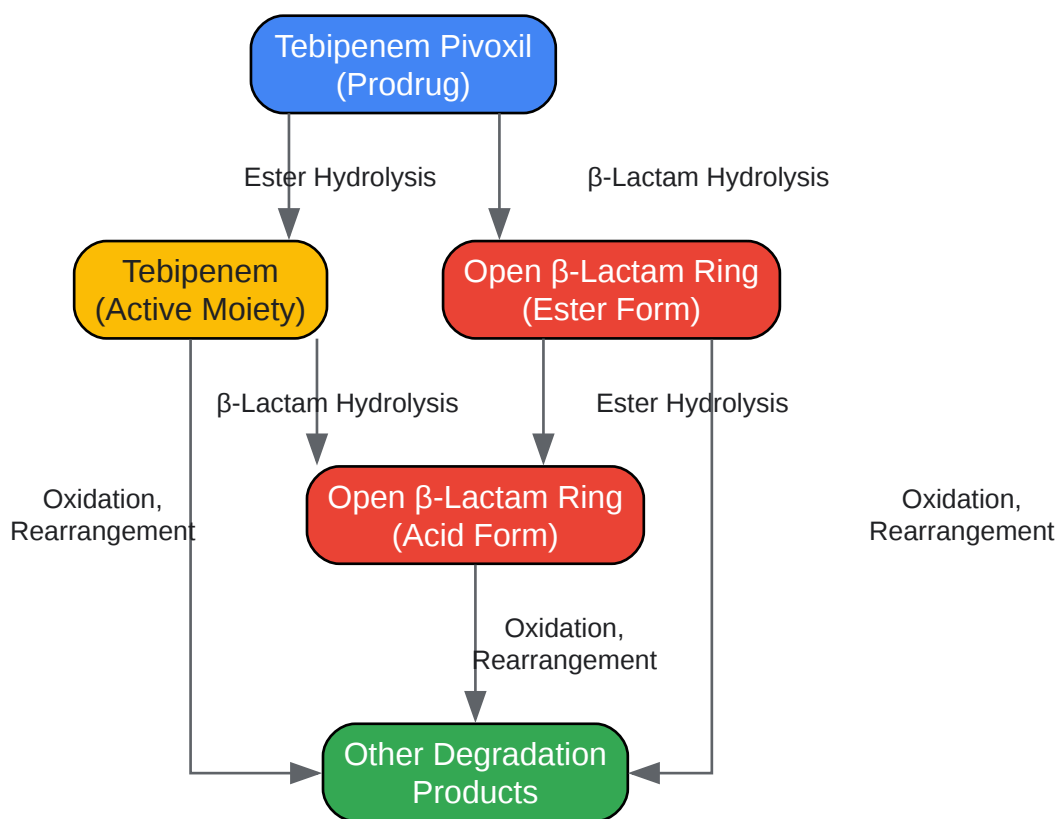 Tebipenem Pivoxil
(Prodrug)
Ester Hydrolysis
β-Lactam Hydrolysis
Tebipenem
(Active Moiety)
Open β-Lactam Ring
(Ester Form)
β-Lactam Hydrolysis
Ester Hydrolysis
Oxidation,
Rearrangement
Open β-Lactam Ring
(Acid Form)
Oxidation,
Rearrangement
Oxidation,
Rearrangement
Other Degradation
Products